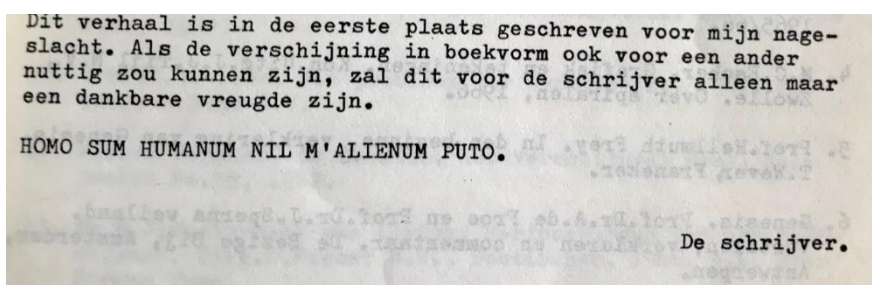 Dit verhaal is in de eerste plaats geschreven voor mijn nage-
slacht. Als de verschijning in boekvorm ook voor een ander
nuttig zou kunnen zijn, zal dit voor de schrijver alleen maar
een dankbare vreugde zijn.
HOMO SUM HUMANUM NIL M'ALIENUM PUTO.
De schrijver.